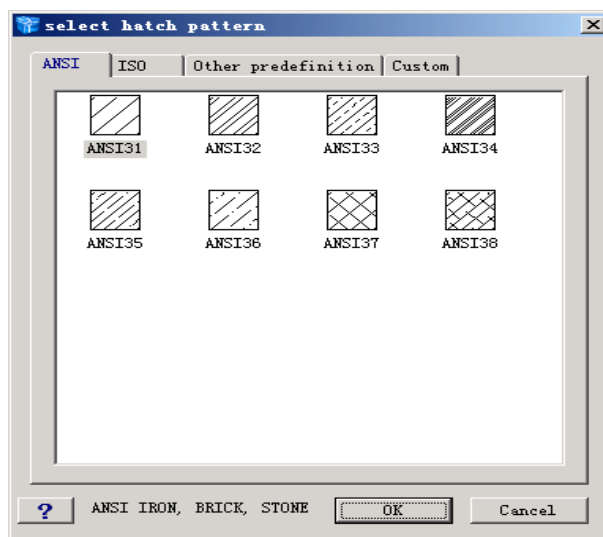 select hatch pattern
ANSI ISO Other predefinition Custom
ANSI31 ANSI32 ANSI33 ANSI34
ANSI35 ANSI36 ANSI37 ANSI38
? ANSI IRON, BRICK, STONE OK Cancel